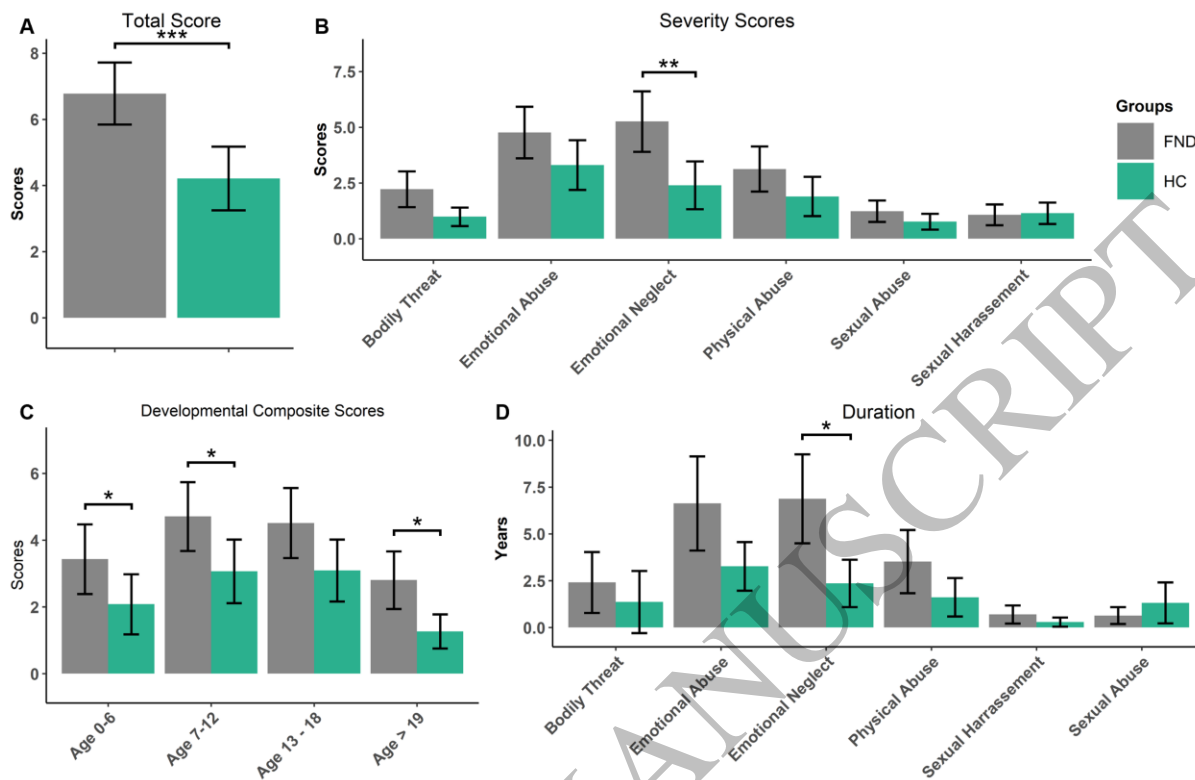 A
Total Score
***
Scores
8
6
4
2
0
B
Severity Scores
**
Scores
7.5
5.0
2.5
0.0
Bodily Threat
Emotional Abuse
Emotional Neglect
Physical Abuse
Sexual Abuse
Sexual Harassement
Groups
FND
HC
C
Developmental Composite Scores
*
*
*
Scores
6
4
2
0
Age 0-6
Age 7-12
Age 13 - 18
Age > 19
D
Duration
*
Years
10.0
7.5
5.0
2.5
0.0
Bodily Threat
Emotional Abuse
Emotional Neglect
Physical Abuse
Sexual Harrassement
Sexual Abuse
ANUSCRIPT